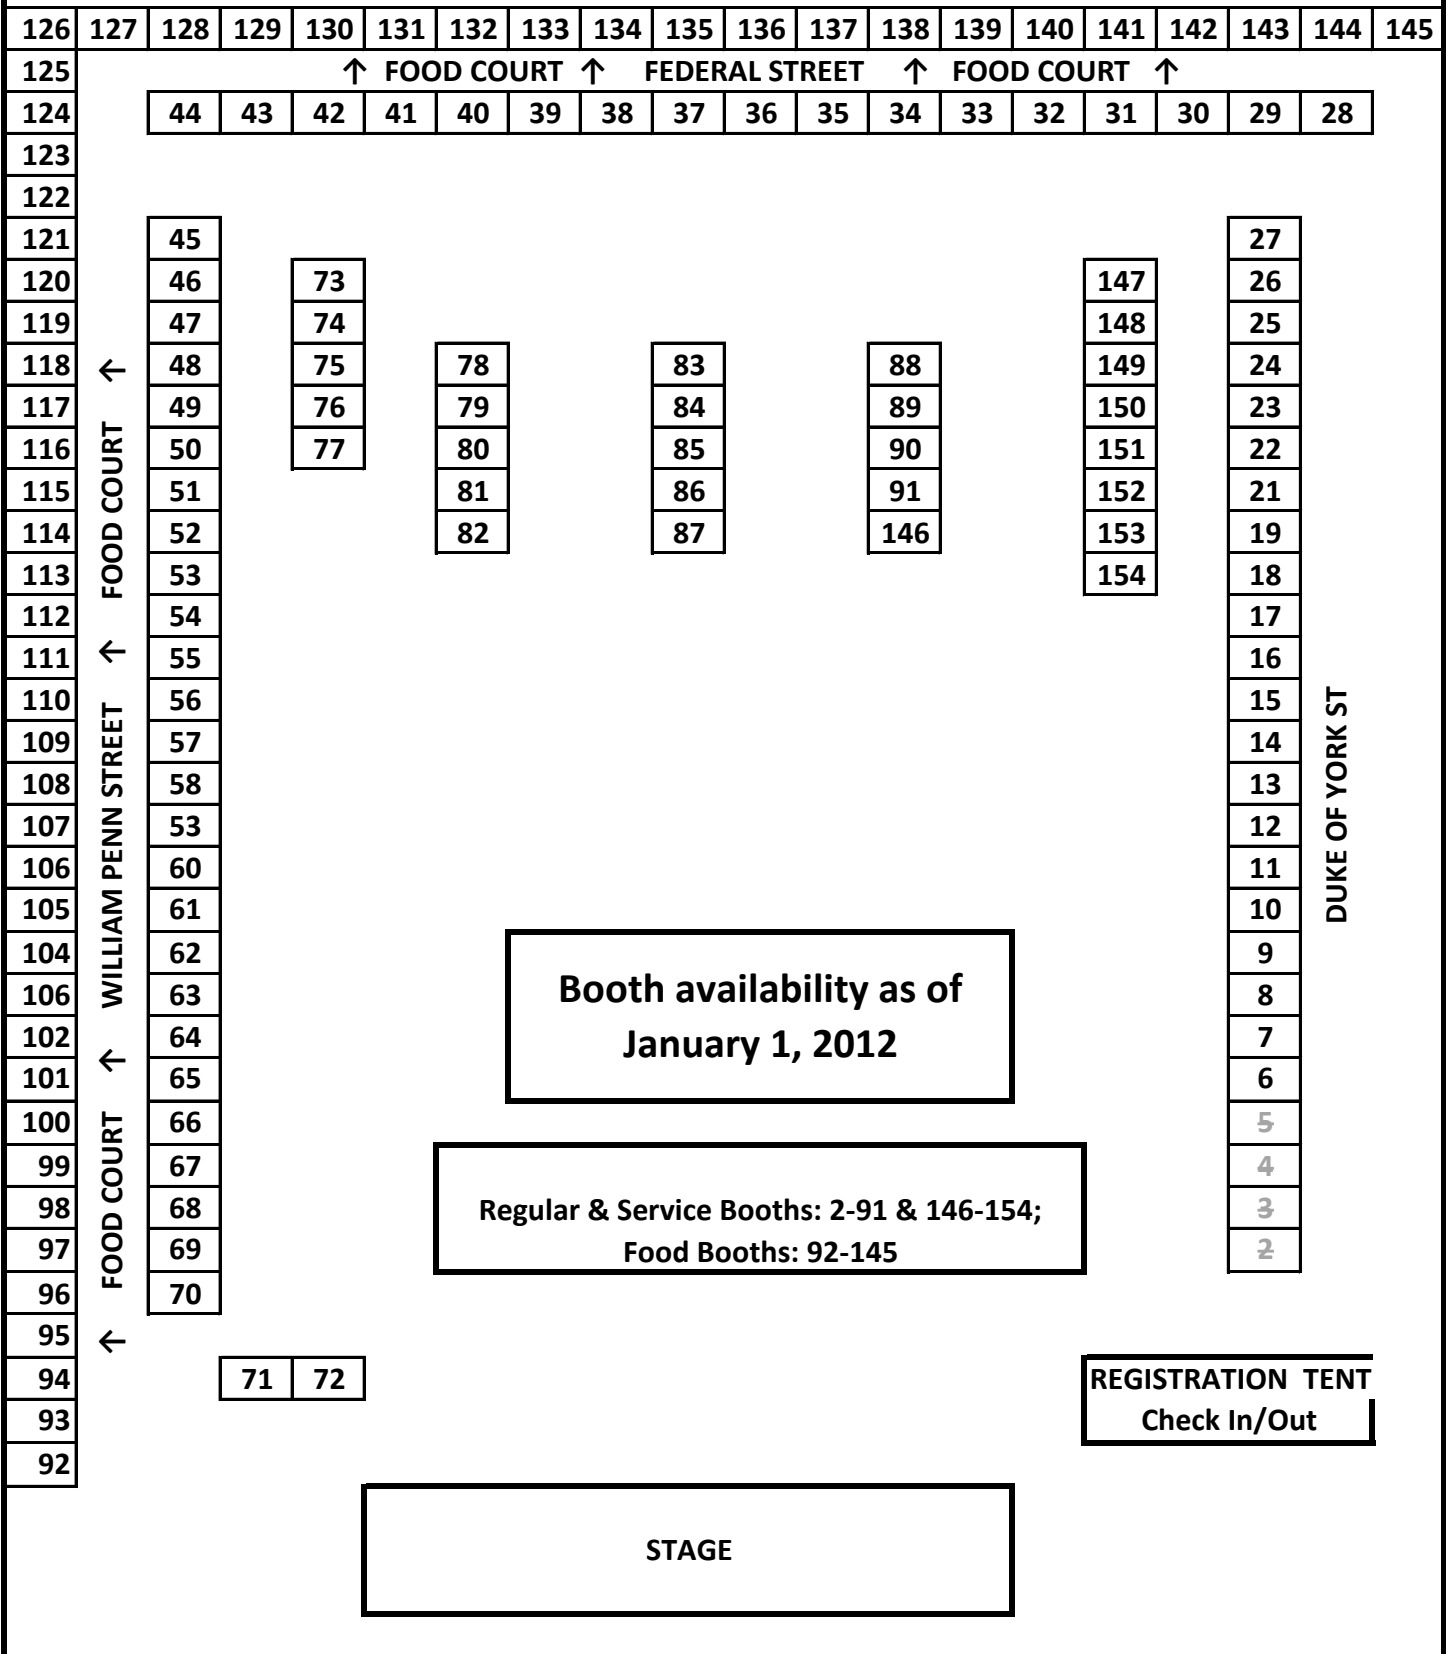 126 127 128 129 130 131 132 133 134 135 136 137 138 139 140 141 142 143 144 145
125 ↑ FOOD COURT ↑ FEDERAL STREET ↑ FOOD COURT ↑
124 44 43 42 41 40 39 38 37 36 35 34 33 32 31 30 29 28
123
122
121 45 27
120 46 73 147 26
119 47 74 148 25
118 ← 48 75 78 83 88 149 24
117 49 76 79 84 89 150 23
116 50 77 80 85 90 151 22
115 51 81 86 91 152 21
114 52 82 87 146 153 19
113 53 154 18
112 54 17
111 ← 55 16
110 56 15
109 57 14
108 58 13
107 53 12
106 60 11
105 61 10
104 62 9
106 63 8
102 64 7
101 ← 65 6
100 66 5
99 67 4
98 68 3
97 69 2
96 70
95 ←
94 71 72
93
92
FOOD COURT
WILLIAM PENN STREET
FOOD COURT
DUKE OF YORK ST
Booth availability as of
January 1, 2012
Regular & Service Booths: 2-91 & 146-154;
Food Booths: 92-145
REGISTRATION TENT
Check In/Out
STAGE